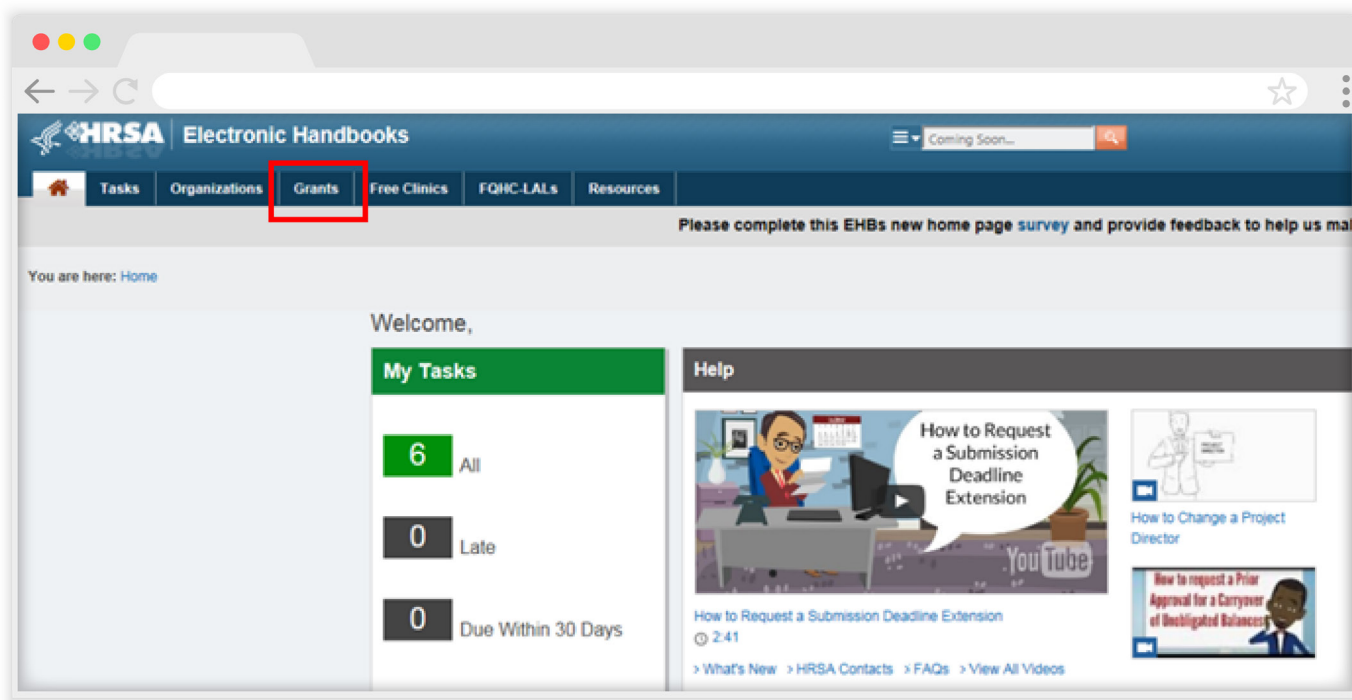 HRSA Electronic Handbooks
Coming Soon...
Tasks Organizations Grants Free Clinics FQHC-LALs Resources
Please complete this EHBs new home page survey and provide feedback to help us mal
You are here: Home
Welcome,
My Tasks
6 All
0 Late
0 Due Within 30 Days
Help
How to Request
a Submission
Deadline
Extension
YouTube
How to Request a Submission Deadline Extension
2:41
> What's New > HRSA Contacts > FAQs > View All Videos
PROJECT
DIRECTOR
How to Change a Project
Director
How to request a Prior
Approval for a Carryover
of Unobligated Balances